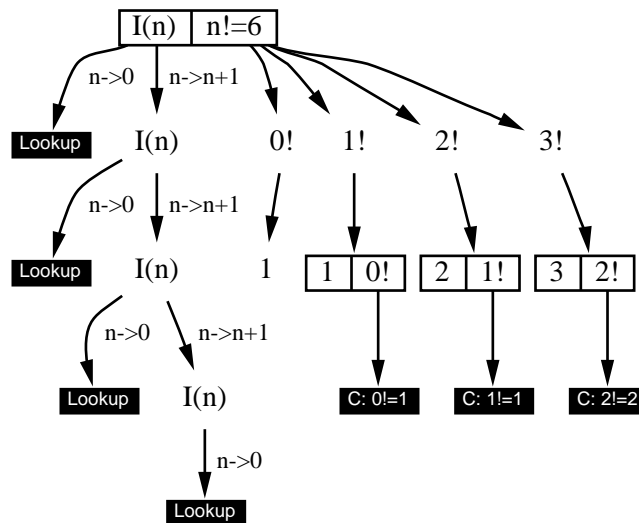 I(n) n!=6
n->0 n->n+1
Lookup I(n) 0! 1! 2! 3!
n->0 n->n+1
Lookup I(n) 1 1 0! 2 1! 3 2!
n->0 n->n+1
Lookup I(n) C: 0!=1 C: 1!=1 C: 2!=2
n->0
Lookup